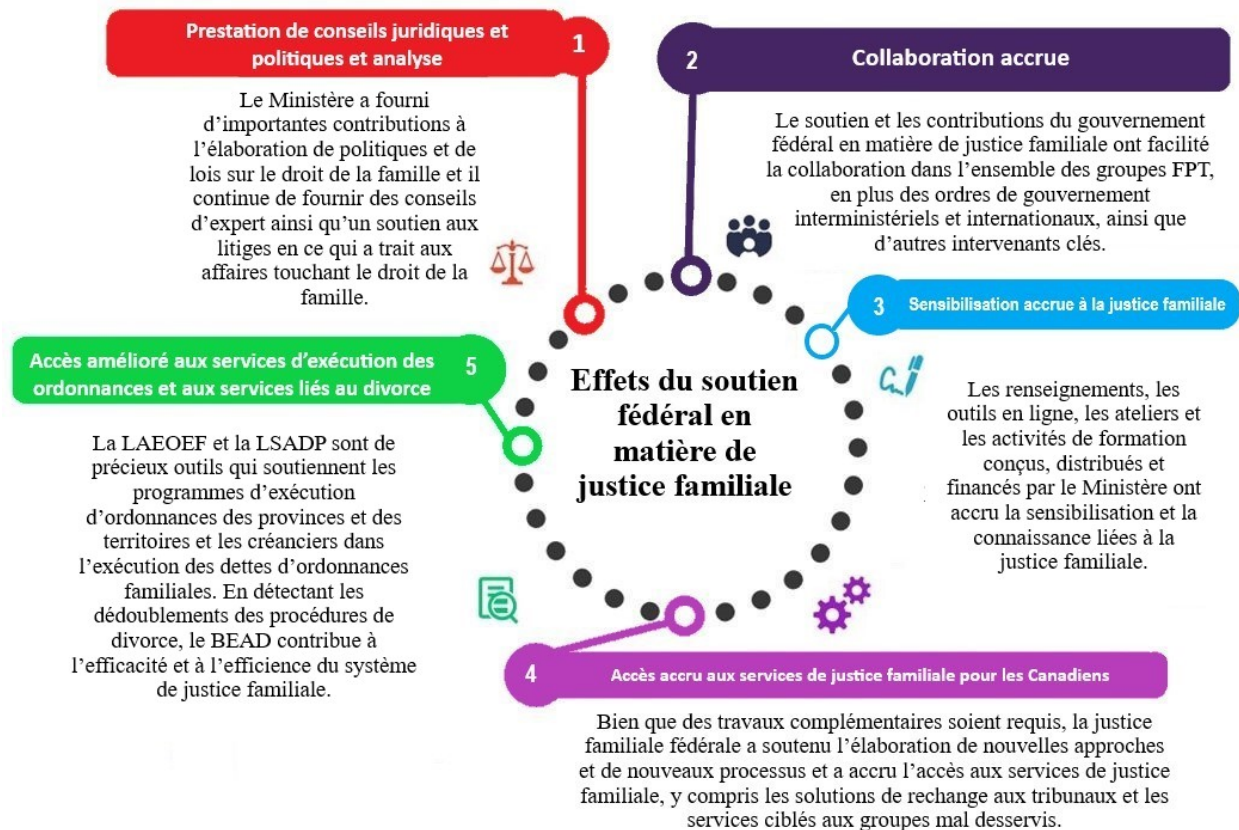 Prestation de conseils juridiques et
politiques et analyse
1
Le Ministère a fourni
d'importantes contributions à
l'élaboration de politiques et de
lois sur le droit de la famille et il
continue de fournir des conseils
d'expert ainsi qu'un soutien aux
litiges en ce qui a trait aux
affaires touchant le droit de la
famille.
2
Collaboration accrue
Le soutien et les contributions du gouvernement
fédéral en matière de justice familiale ont facilité
la collaboration dans l'ensemble des groupes FPT,
en plus des ordres de gouvernement
interministériels et internationaux, ainsi que
d'autres intervenants clés.
3
Sensibilisation accrue à la justice familiale
Les renseignements, les
outils en ligne, les ateliers et
les activités de formation
conçus, distribués et
financés par le Ministère ont
accru la sensibilisation et la
connaissance liées à la
justice familiale.
Effets du soutien
fédéral en
matière de
justice familiale
4
Accès accru aux services de justice familiale pour les Canadiens
Bien que des travaux complémentaires soient requis, la justice
familiale fédérale a soutenu l'élaboration de nouvelles approches
et de nouveaux processus et a accru l'accès aux services de justice
familiale, y compris les solutions de rechange aux tribunaux et les
services ciblés aux groupes mal desservis.
Accès amélioré aux services d'exécution des
ordonnances et aux services liés au divorce
5
La LAEOEF et la LSADP sont de
précieux outils qui soutiennent les
programmes d'exécution
d'ordonnances des provinces et des
territoires et les créanciers dans
l'exécution des dettes d'ordonnances
familiales. En détectant les
dédoublements des procédures de
divorce, le BEAD contribue à
l'efficacité et à l'efficience du système
de justice familiale.